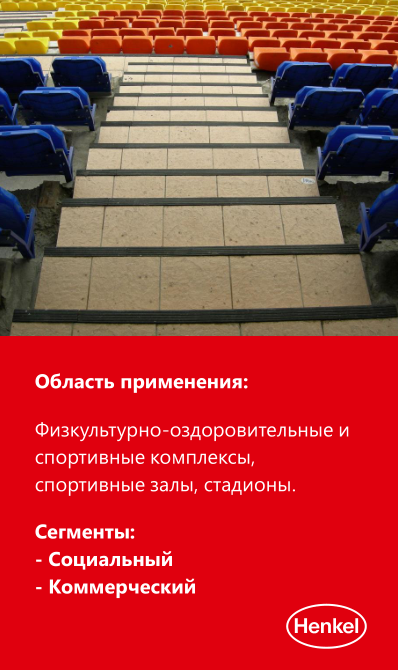 Область применения:
Физкультурно-оздоровительные и
спортивные комплексы,
спортивные залы, стадионы.
Сегменты:
- Социальный
- Коммерческий
Henkel